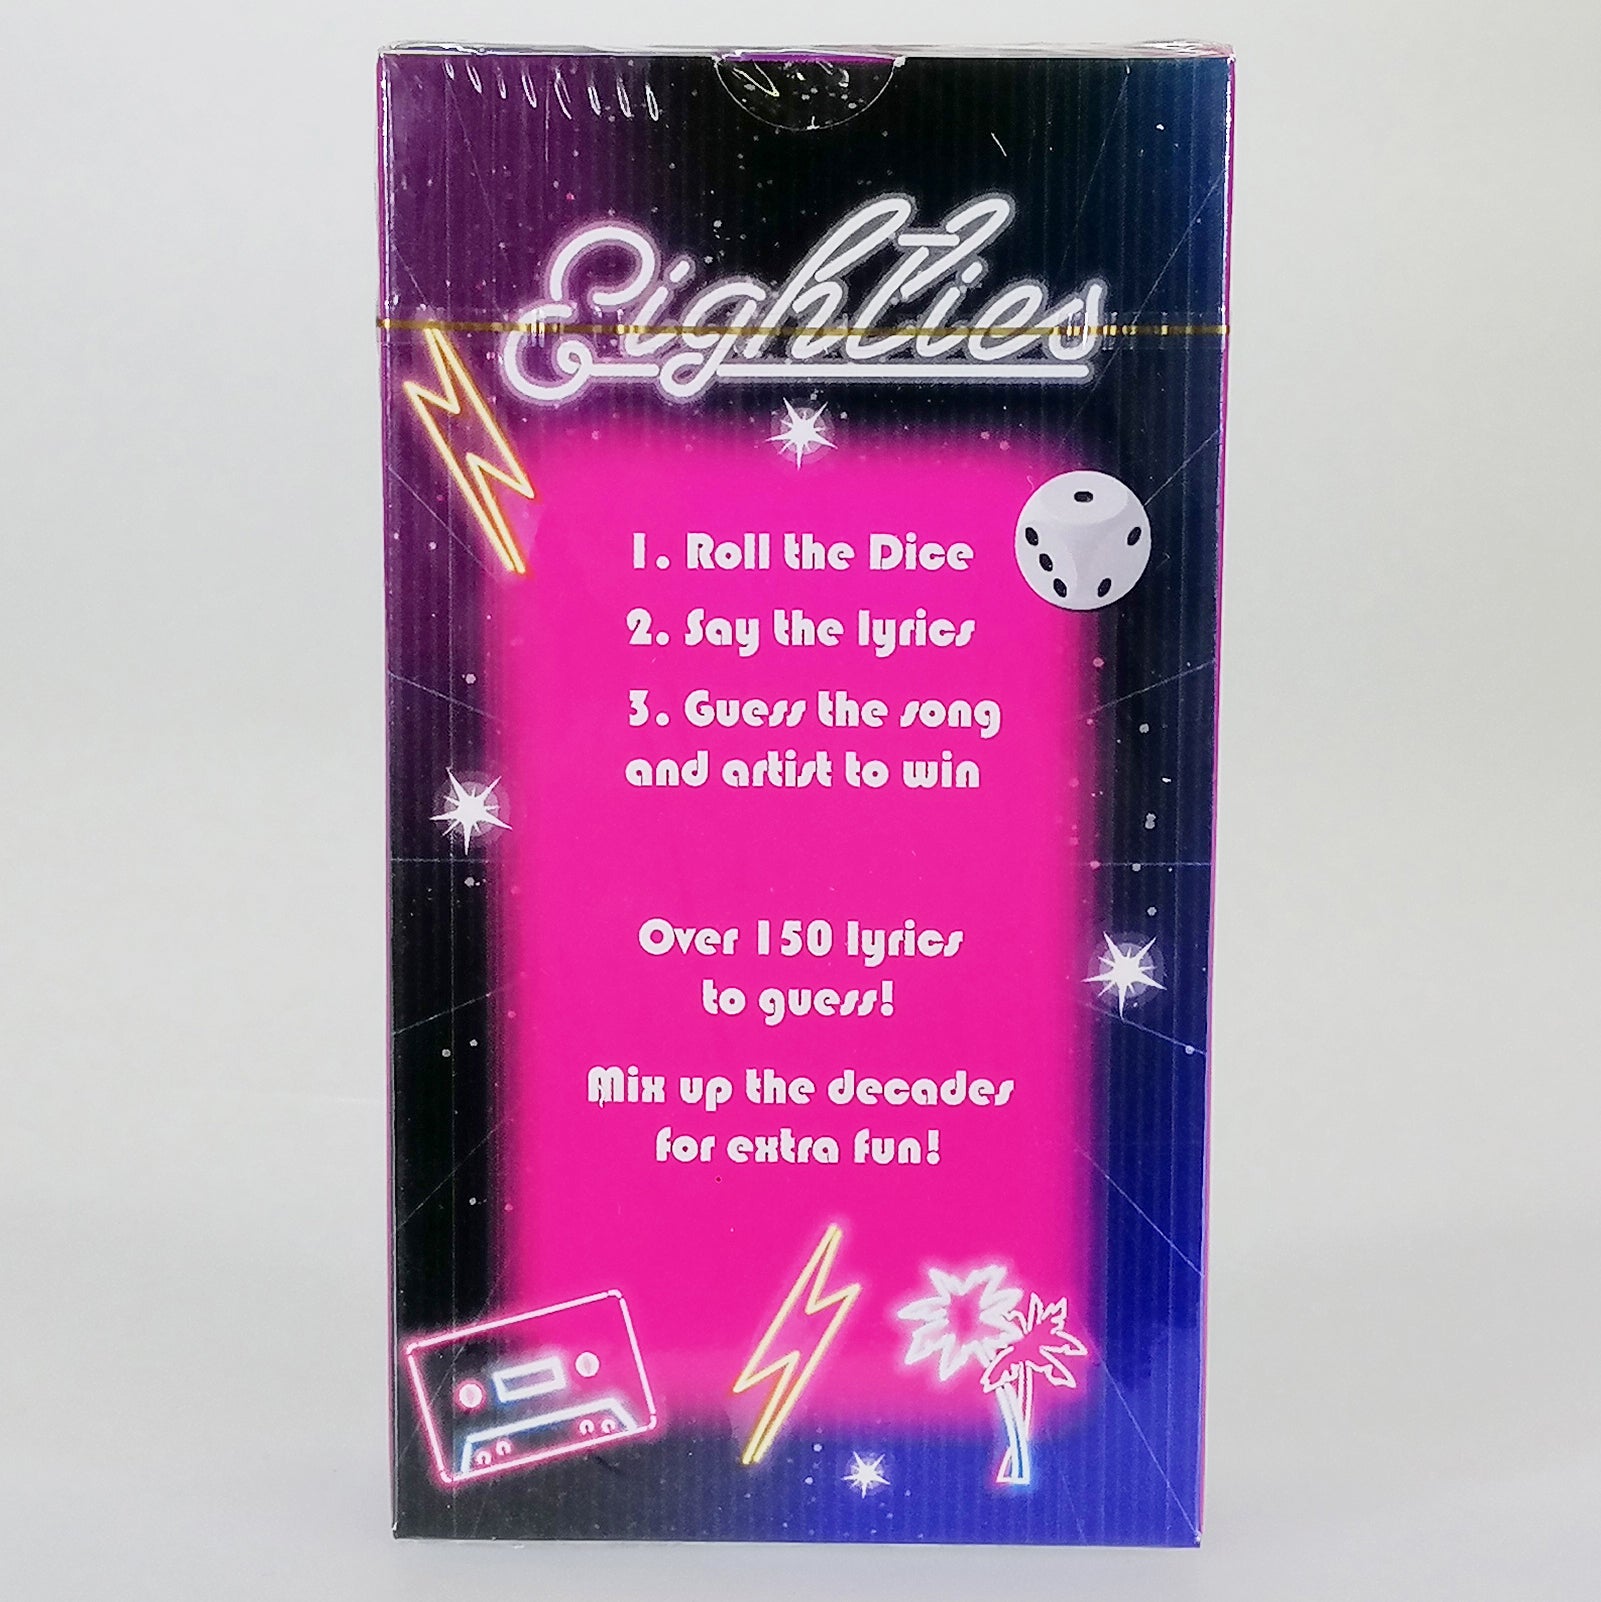 Eighties
1. Roll the Dice
2. Say the lyrics
3. Guess the song
and artist to win
Over 150 lyrics
to guess!
Mix up the decades
for extra fun!